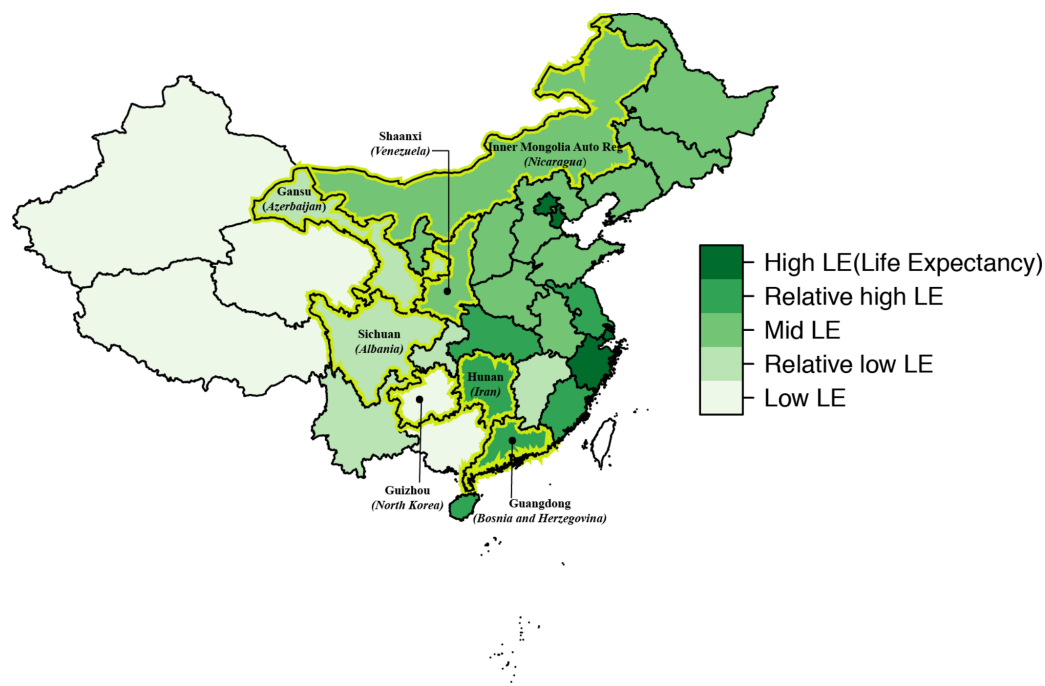 Shaanxi
(Venezuela)
Inner Mongolia Auto Reg
(Nicaragua)
Gansu
(Azerbaijan)
High LE(Life Expectancy)
Relative high LE
Mid LE
Relative low LE
Low LE
Sichuan
(Albania)
Hunan
(Iran)
Guizhou
(North Korea)
Guangdong
(Bosnia and Herzegovina)